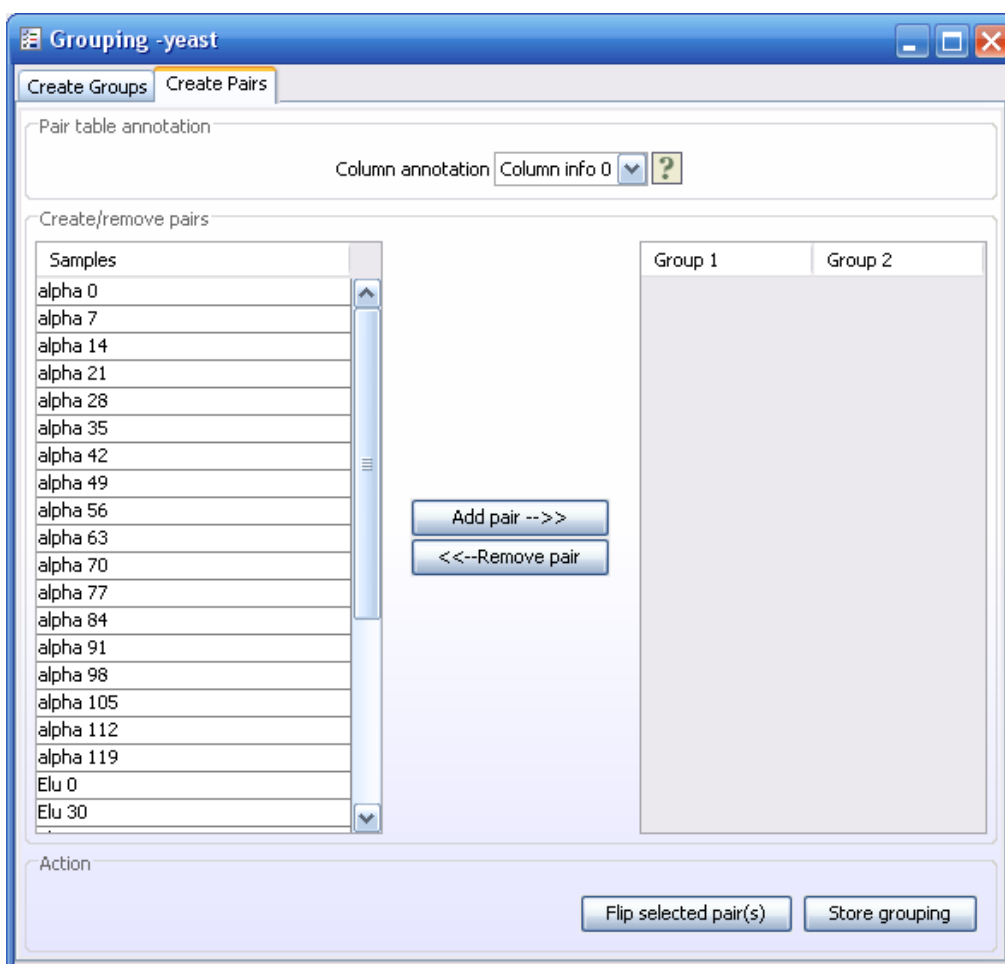 Grouping -yeast
Create Groups Create Pairs
Pair table annotation
Column annotation Column info 0 ?
Create/remove pairs
Samples Group 1 Group 2
alpha 0
alpha 7
alpha 14
alpha 21
alpha 28
alpha 35
alpha 42
alpha 49
alpha 56
alpha 63
alpha 70
alpha 77
alpha 84
alpha 91
alpha 98
alpha 105
alpha 112
alpha 119
Elu 0
Elu 30
Add pair -->>
<<--Remove pair
Action
Flip selected pair(s) Store grouping